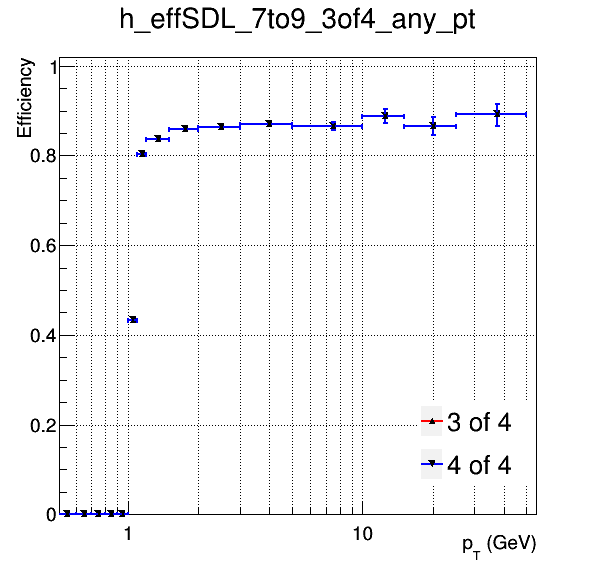 h_effSDL_7to9_3of4_any_pt
Efficiency
1
0.8
0.6
0.4
0.2
0
3 of 4
4 of 4
1
10
p_T (GeV)